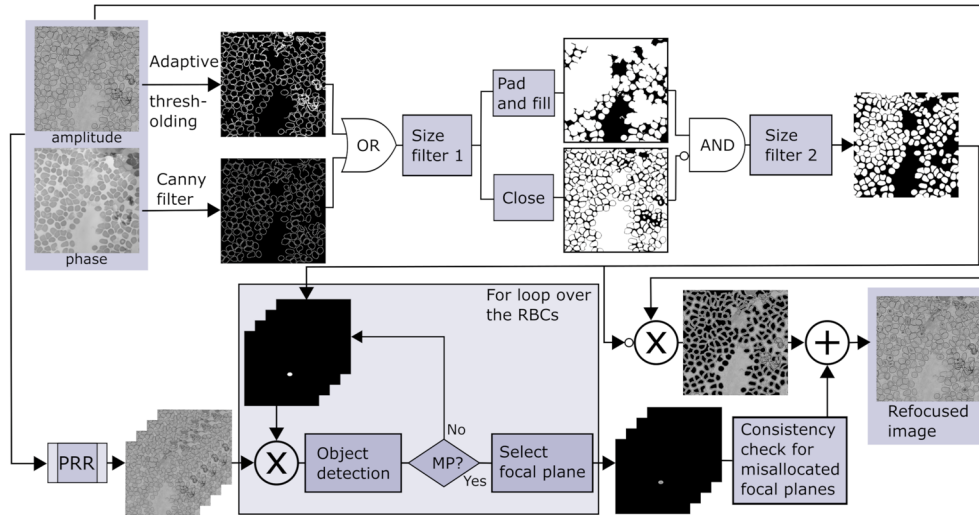 amplitude
phase
Adaptive
thresh-
olding
Canny
filter
OR
Size
filter 1
Pad
and fill
Close
AND
Size
filter 2
For loop over
the RBCs
PRR
X
Object
detection
MP?
No
Yes
Select
focal plane
X
+
Consistency
check for
misallocated
focal planes
Refocused
image